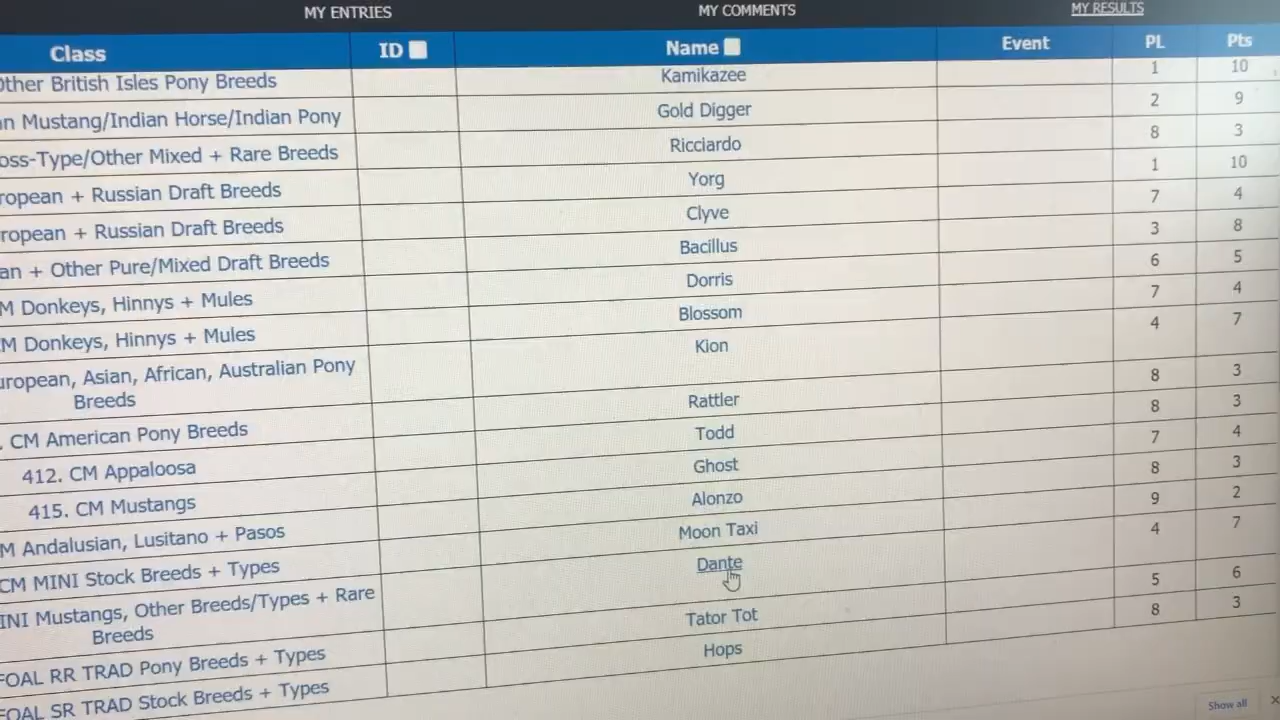 MY ENTRIES MY COMMENTS MY RESULTS
Class ID Name Event PL Pts
Other British Isles Pony Breeds Kamikazee 1 10
an Mustang/Indian Horse/Indian Pony Gold Digger 2 9
oss-Type/Other Mixed + Rare Breeds Ricciardo 8 3
ropean + Russian Draft Breeds Yorg 1 10
ropean + Russian Draft Breeds Clyve 7 4
an + Other Pure/Mixed Draft Breeds Bacillus 3 8
M Donkeys, Hinnys + Mules Dorris 6 5
CM Donkeys, Hinnys + Mules Blossom 7 4
uropean, Asian, African, Australian Pony
Breeds Kion 4 7
. CM American Pony Breeds Rattler 8 3
412. CM Appaloosa Todd 8 3
415. CM Mustangs Ghost 7 4
M Andalusian, Lusitano + Pasos Alonzo 8 3
CM MINI Stock Breeds + Types Moon Taxi 9 2
INI Mustangs, Other Breeds/Types + Rare
Breeds Dante 4 7
FOAL RR TRAD Pony Breeds + Types Tator Tot 5 6
FOAL SR TRAD Stock Breeds + Types Hops 8 3
Show all